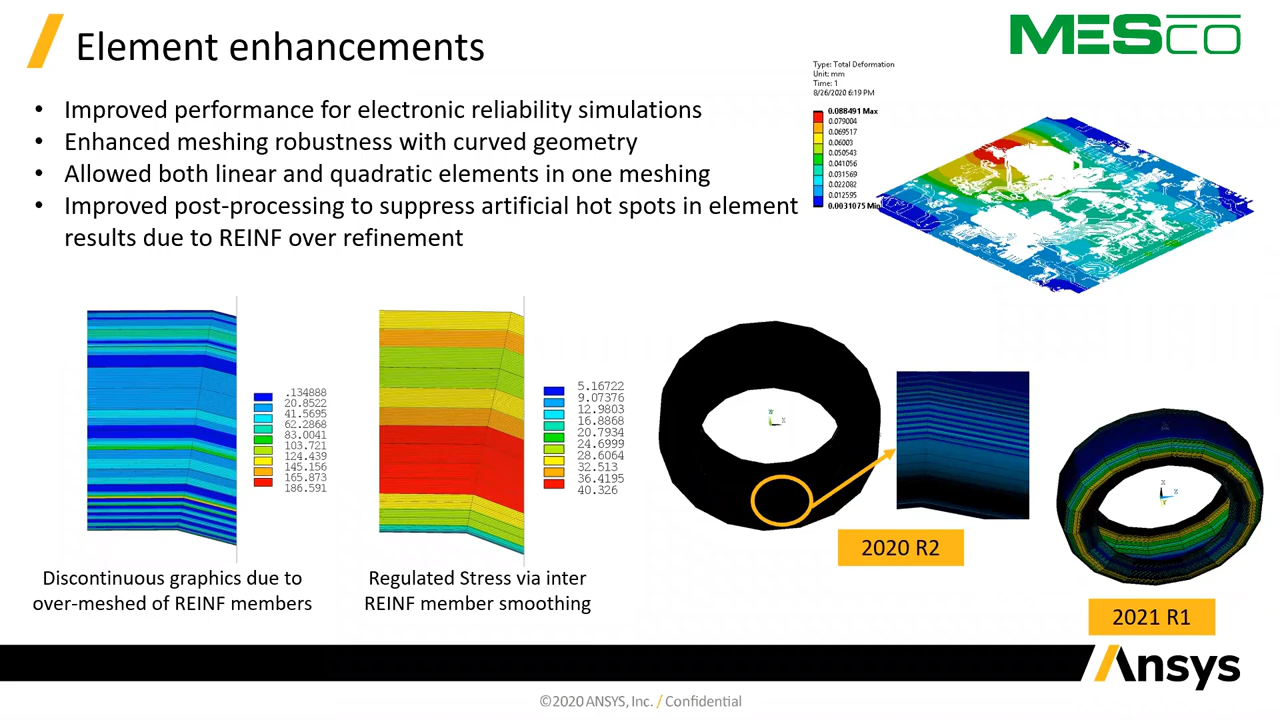 Element enhancements
MESCO
• Improved performance for electronic reliability simulations
• Enhanced meshing robustness with curved geometry
• Allowed both linear and quadratic elements in one meshing
• Improved post-processing to suppress artificial hot spots in element
results due to REINF over refinement
Type: Total Deformation
Unit: mm
Time: 1
8/26/2020 6:19 PM
0.088491 Max
0.079004
0.069517
0.06003
0.050543
0.041056
0.031569
0.022082
0.012595
0.0031075 Min
.134888
20.8522
41.5695
62.2868
83.0041
103.721
124.439
145.156
165.873
186.591
5.16722
9.07376
12.9803
16.8868
20.7934
24.6999
28.6064
32.513
36.4195
40.326
Discontinuous graphics due to
over-meshed of REINF members
Regulated Stress via inter
REINF member smoothing
X
2020 R2
X
2021 R1
Ansys
©2020 ANSYS, Inc. / Confidential